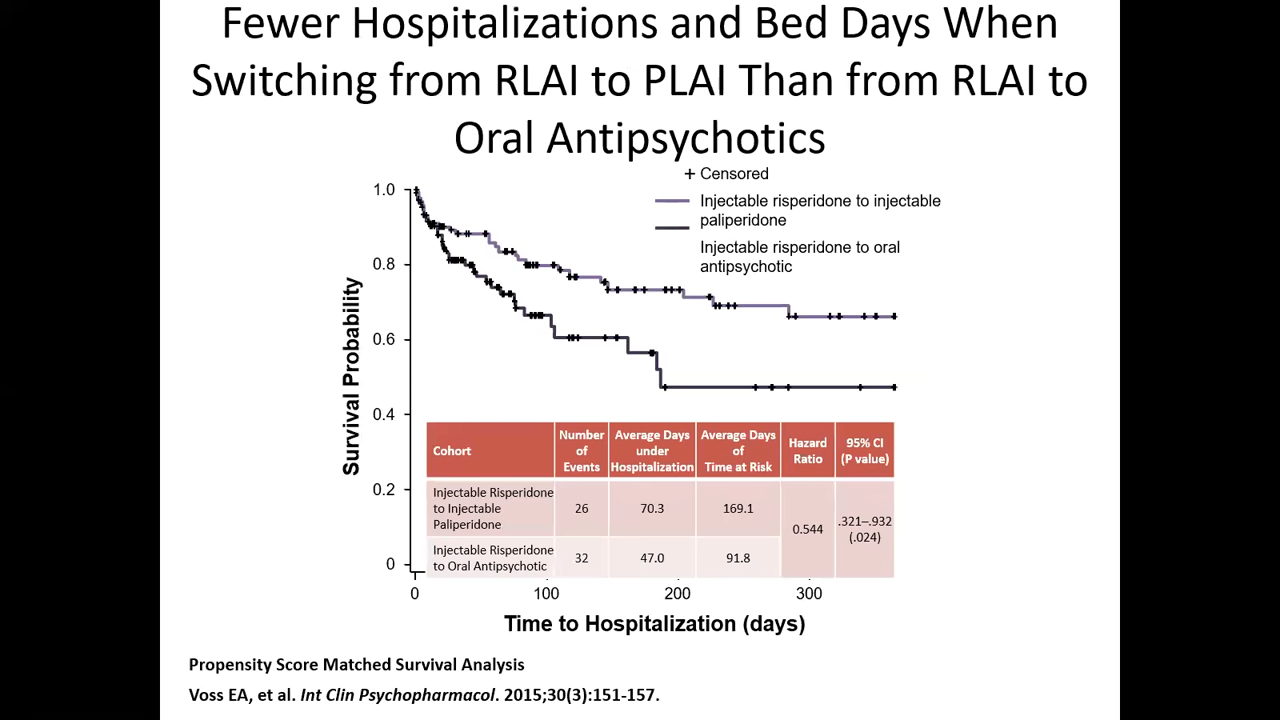 Fewer Hospitalizations and Bed Days When
Switching from RLAI to PLAI Than from RLAI to
Oral Antipsychotics
+ Censored
Injectable risperidone to injectable
paliperidone
Injectable risperidone to oral
antipsychotic
Survival Probability
1.0
0.8
0.6
0.4
0.2
0
Cohort
Number
of
Events
Average Days
under
Hospitalization
Average Days
of
Time at Risk
Hazard
Ratio
95% CI
(P value)
Injectable Risperidone
to Injectable
Paliperidone
26
70.3
169.1
0.544
.321–.932
(.024)
Injectable Risperidone
to Oral Antipsychotic
32
47.0
91.8
0
100
200
300
Time to Hospitalization (days)
Propensity Score Matched Survival Analysis
Voss EA, et al. Int Clin Psychopharmacol. 2015;30(3):151-157.